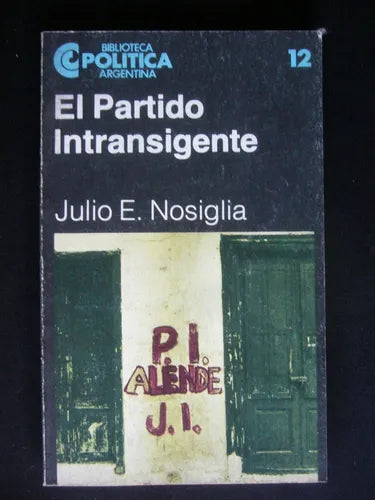 BIBLIOTECA
POLITICA
ARGENTINA
12
El Partido
Intransigente
Julio E. Nosiglia
P.I.
ALENDE
J.I.